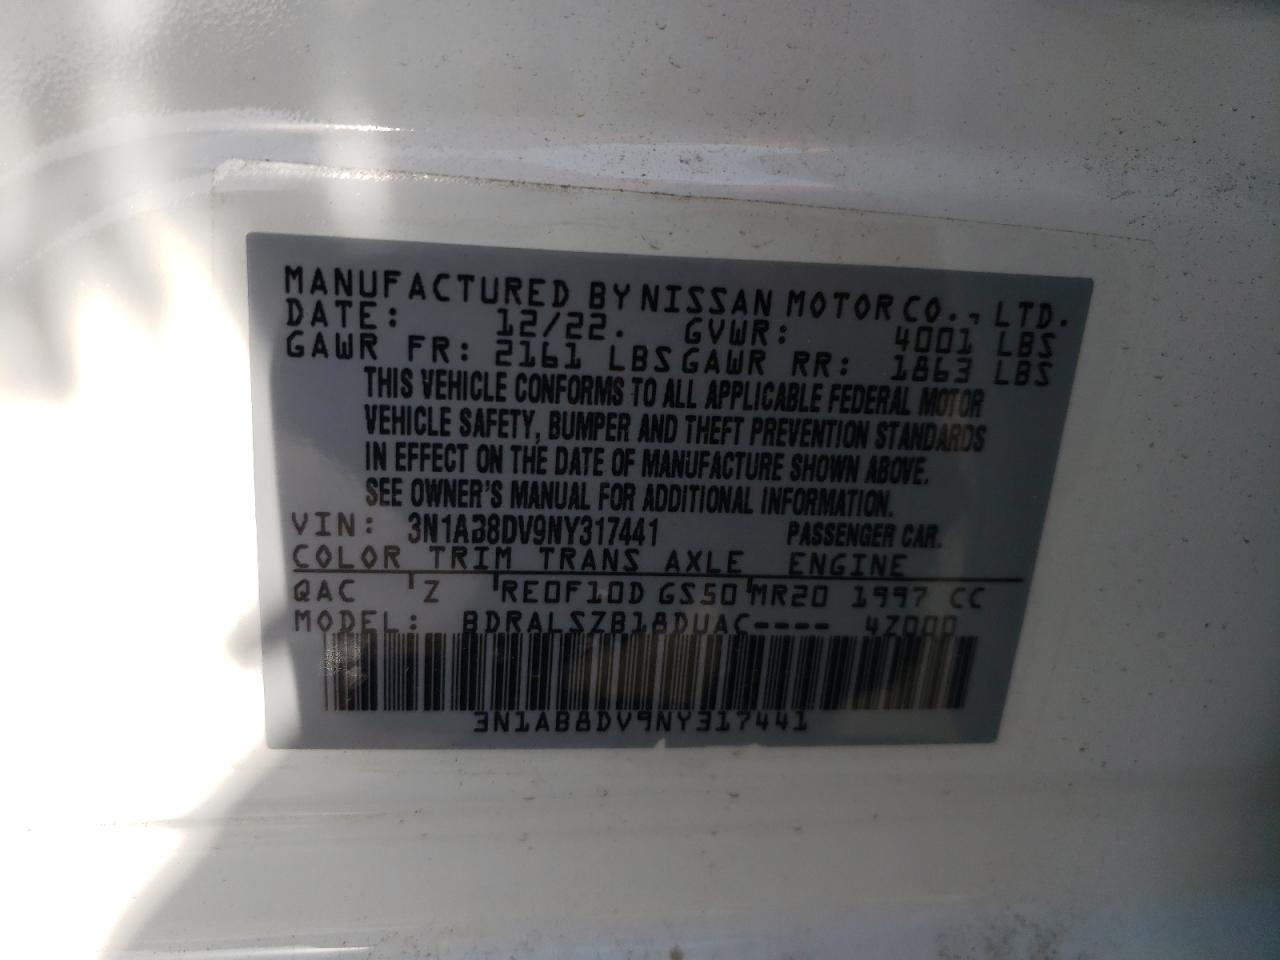 MANUFACTURED BY NISSAN MOTOR CO., LTD.
DATE: 12/22. GVWR: 4001 LBS
GAWR FR: 2161 LBS GAWR RR: 1863 LBS
THIS VEHICLE CONFORMS TO ALL APPLICABLE FEDERAL MOTOR
VEHICLE SAFETY, BUMPER AND THEFT PREVENTION STANDARDS
IN EFFECT ON THE DATE OF MANUFACTURE SHOWN ABOVE.
SEE OWNER'S MANUAL FOR ADDITIONAL INFORMATION.
VIN: 3N1AB8DV9NY317441 PASSENGER CAR.
COLOR TRIM TRANS AXLE ENGINE
QAC Z RE0F10D GS50 MR20 1997 CC
MODEL: BDRALSZB18DUAC---- 4Z000
3N1AB8DV9NY317441